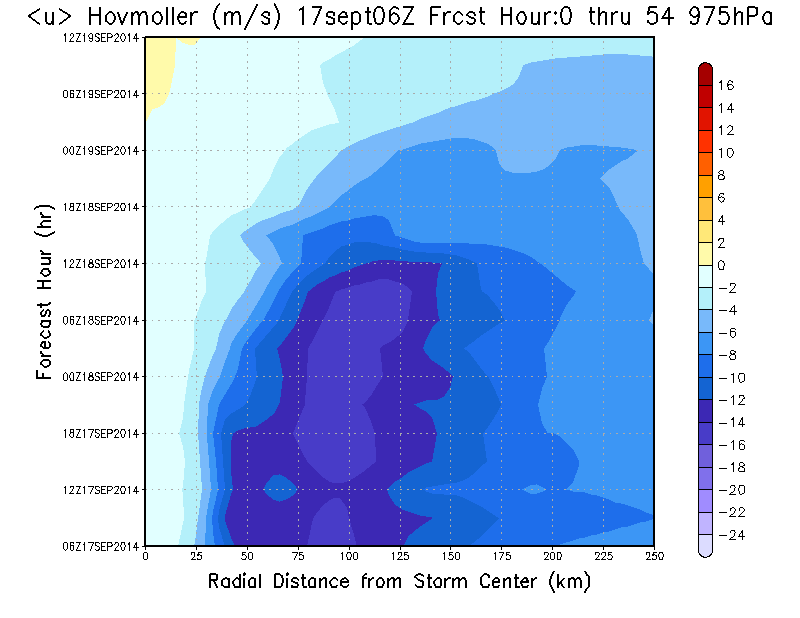 <u> Hovmoller (m/s) 17sept06Z Frcst Hour:0 thru 54 975hPa
12Z19SEP2014
06Z19SEP2014
00Z19SEP2014
18Z18SEP2014
12Z18SEP2014
06Z18SEP2014
00Z18SEP2014
18Z17SEP2014
12Z17SEP2014
06Z17SEP2014
Forecast Hour (hr)
0 25 50 75 100 125 150 175 200 225 250
Radial Distance from Storm Center (km)
16
14
12
10
8
6
4
2
0
-2
-4
-6
-8
-10
-12
-14
-16
-18
-20
-22
-24